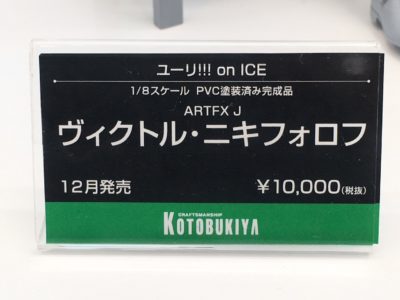 ユーリ!!! on ICE
1/8スケール PVC塗装済み完成品
ARTFX J
ヴィクトル・ニキフォロフ
12月発売 ¥10,000(税抜)
CRAFTSMANSHIP
KOTOBUKIYA